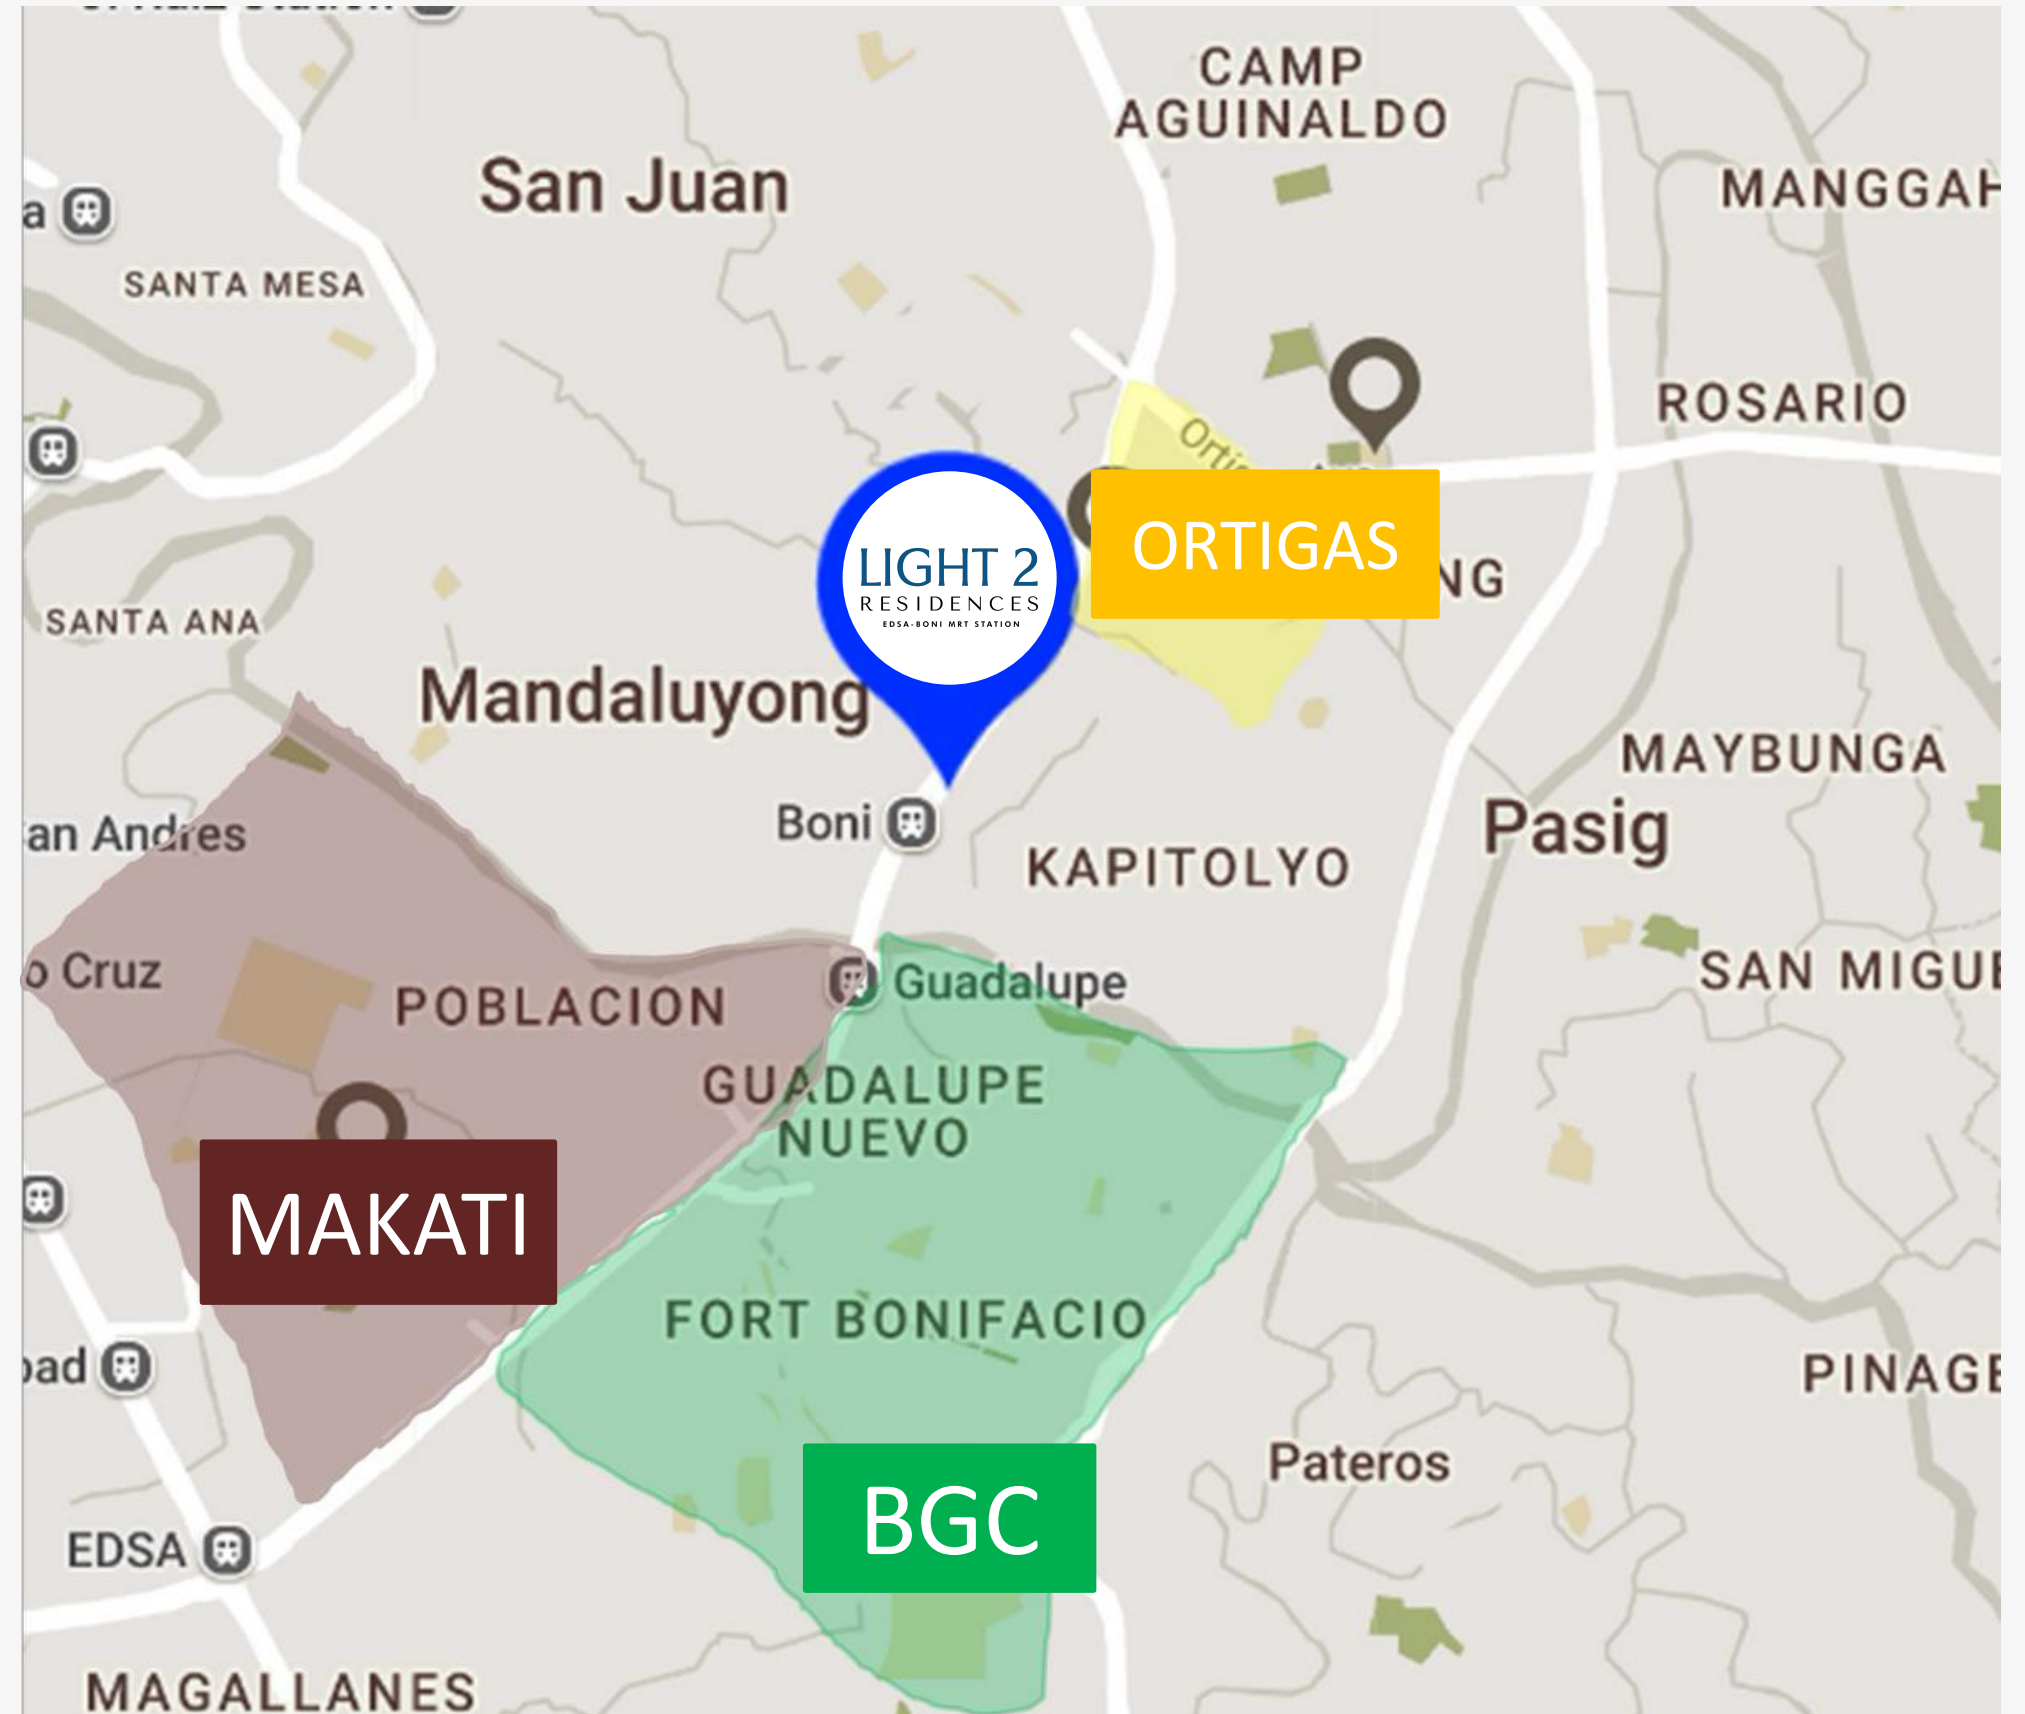 CAMP
AGUINALDO
San Juan
MANGGAH
a
SANTA MESA
ROSARIO
Ortig
ORTIGAS
NG
LIGHT 2
RESIDENCES
EDSA-BONI MRT STATION
SANTA ANA
Mandaluyong
MAYBUNGA
Boni
Pasig
an Andres
KAPITOLYO
o Cruz
POBLACION
Guadalupe
SAN MIGUE
GUADALUPE
NUEVO
MAKATI
FORT BONIFACIO
oad
PINAGB
Pateros
BGC
EDSA
MAGALLANES